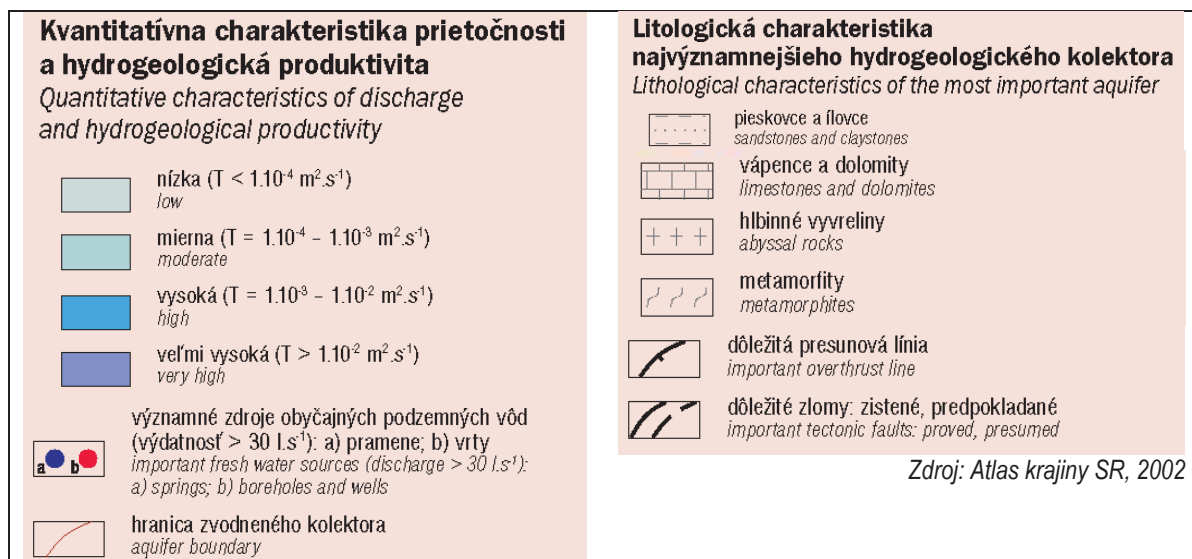 Kvantitatívna charakteristika prietočnosti
a hydrogeologická produktivita
Quantitative characteristics of discharge
and hydrogeological productivity
nízka (T < 1.10⁻⁴ m².s⁻¹)
low
mierna (T = 1.10⁻⁴ – 1.10⁻³ m².s⁻¹)
moderate
vysoká (T = 1.10⁻³ – 1.10⁻² m².s⁻¹)
high
veľmi vysoká (T > 1.10⁻² m².s⁻¹)
very high
významné zdroje obyčajných podzemných vôd
(výdatnosť > 30 l.s⁻¹): a) pramene; b) vrty
important fresh water sources (discharge > 30 l.s⁻¹):
a) springs; b) boreholes and wells
a b
hranica zvodneného kolektora
aquifer boundary
Litologická charakteristika
najvýznamnejšieho hydrogeologického kolektora
Lithological characteristics of the most important aquifer
pieskovce a ílovce
sandstones and claystones
vápence a dolomity
limestones and dolomites
hlbinné vyvreliny
abyssal rocks
metamorfity
metamorphites
dôležitá presunová línia
important overthrust line
dôležité zlomy: zistené, predpokladané
important tectonic faults: proved, presumed
Zdroj: Atlas krajiny SR, 2002